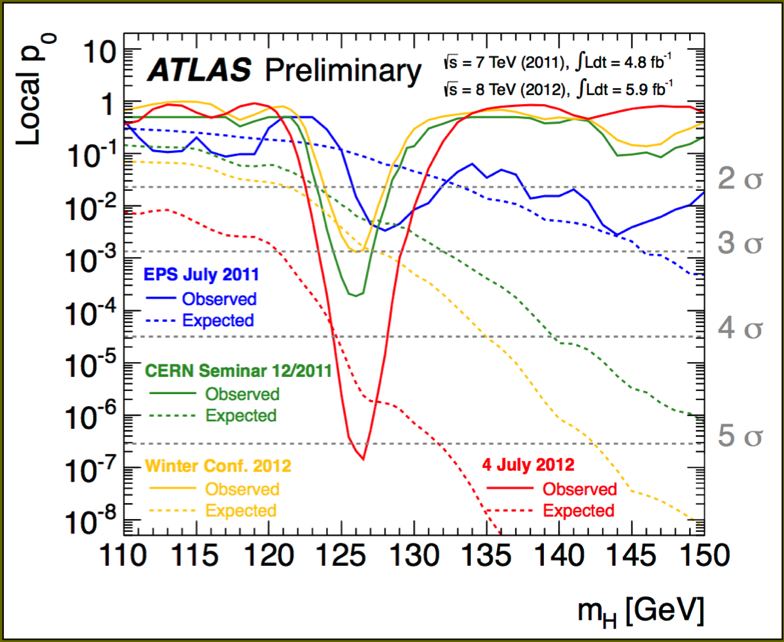 ATLAS Preliminary
√s = 7 TeV (2011), ∫Ldt = 4.8 fb⁻¹
√s = 8 TeV (2012), ∫Ldt = 5.9 fb⁻¹
Local p₀
10
1
10⁻¹
10⁻²
10⁻³
10⁻⁴
10⁻⁵
10⁻⁶
10⁻⁷
10⁻⁸
2 σ
3 σ
4 σ
5 σ
EPS July 2011
Observed
Expected
CERN Seminar 12/2011
Observed
Expected
Winter Conf. 2012
Observed
Expected
4 July 2012
Observed
Expected
110 115 120 125 130 135 140 145 150
m_H [GeV]